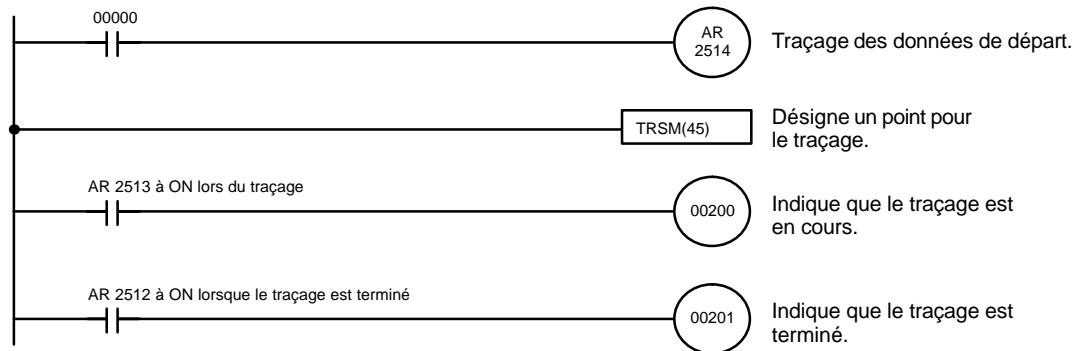 00000
AR
2514
Traçage des données de départ.
TRSM(45)
Désigne un point pour
le traçage.
AR 2513 à ON lors du traçage
00200
Indique que le traçage est
en cours.
AR 2512 à ON lorsque le traçage est terminé
00201
Indique que le traçage est
terminé.